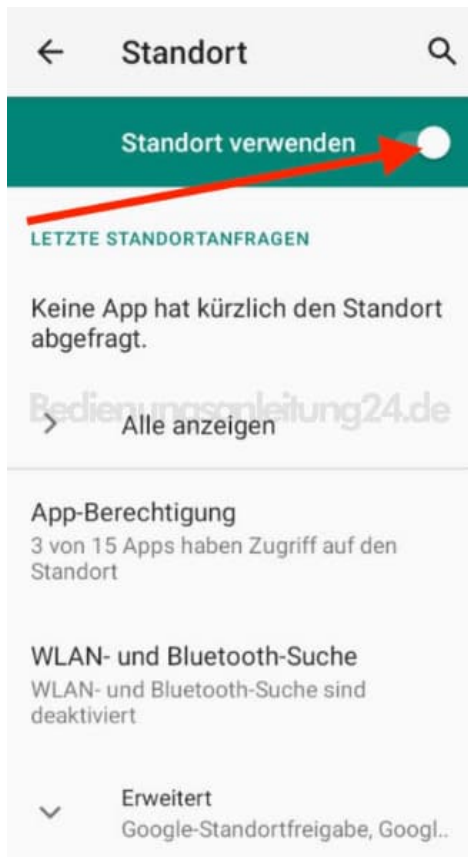 Standort
Standort verwenden
LETZTE STANDORTANFRAGEN
Keine App hat kürzlich den Standort
abgefragt.
Bedienungsanleitung24.de
Alle anzeigen
App-Berechtigung
3 von 15 Apps haben Zugriff auf den
Standort
WLAN- und Bluetooth-Suche
WLAN- und Bluetooth-Suche sind
deaktiviert
Erweitert
Google-Standortfreigabe, Googl..